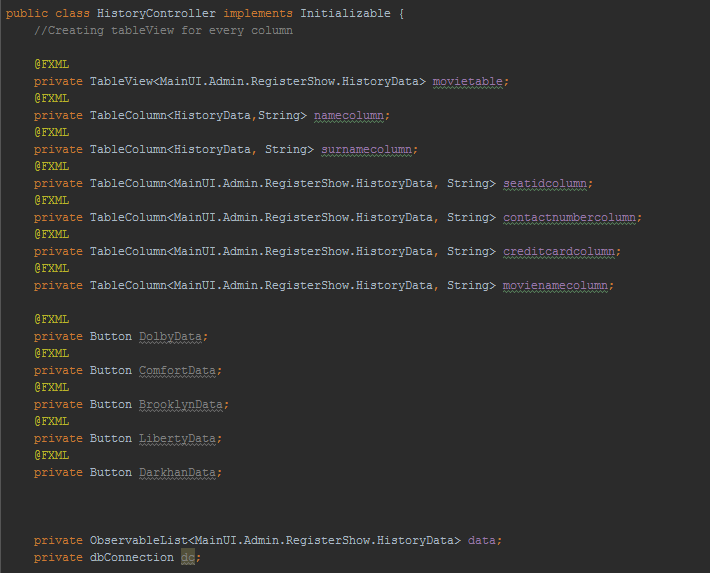 public class HistoryController implements Initializable {
//Creating tableView for every column
@FXML
private TableView<MainUI.Admin.RegisterShow.HistoryData> movietable;
@FXML
private TableColumn<HistoryData,String> namecolumn;
@FXML
private TableColumn<HistoryData, String> surnamecolumn;
@FXML
private TableColumn<MainUI.Admin.RegisterShow.HistoryData, String> seatidcolumn;
@FXML
private TableColumn<MainUI.Admin.RegisterShow.HistoryData, String> contactnumbercolumn;
@FXML
private TableColumn<MainUI.Admin.RegisterShow.HistoryData, String> creditcardcolumn;
@FXML
private TableColumn<MainUI.Admin.RegisterShow.HistoryData, String> movienamecolumn;
@FXML
private Button DolbyData;
@FXML
private Button ComfortData;
@FXML
private Button BrooklynData;
@FXML
private Button LibertyData;
@FXML
private Button DarkhanData;
private ObservableList<MainUI.Admin.RegisterShow.HistoryData> data;
private dbConnection dc;